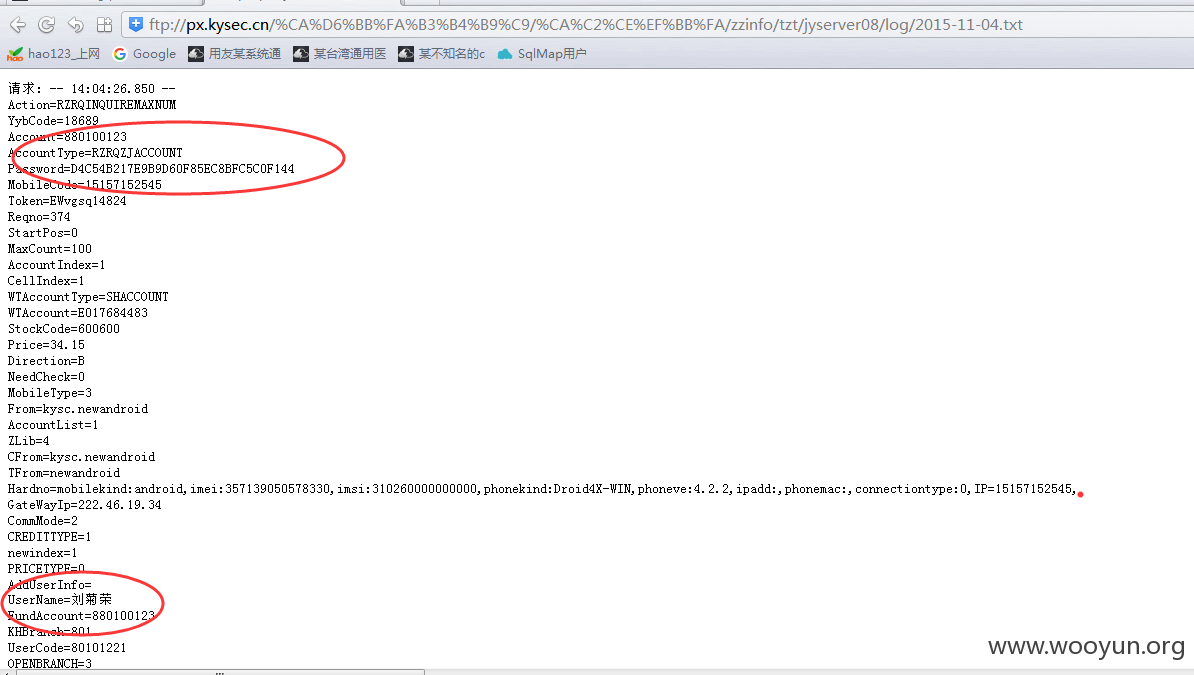 ftp://px.kysec.cn/%CA%D6%BB%FA%B3%B4%B9%C9/%CA%C2%CE%EF%BB%FA/zzinfo/tzt/jyserver08/log/2015-11-04.txt
hao123_上网 Google 用友某系统通 某台湾通用医 某不知名的c SqlMap用户
请求: -- 14:04:26.850 --
Action=RZRQINQUIREMAXNUM
YybCode=18689
Account=880100123
AccountType=RZRQZJACCOUNT
Password=D4C54B217E9B9D60F85EC8BFC5C0F144
MobileCode=15157152545
Token=EWvgsq14824
Reqno=374
StartPos=0
MaxCount=100
AccountIndex=1
CellIndex=1
WTAccountType=SHACCOUNT
WTAccount=E017684483
StockCode=600600
Price=34.15
Direction=B
NeedCheck=0
MobileType=3
From=kysc.newandroid
AccountList=1
ZLib=4
CFrom=kysc.newandroid
TFrom=newandroid
Hardno=mobilekind:android,imei:357139050578330,imsi:310260000000000,phonekind:Droid4X-WIN,phoneve:4.2.2,ipadd:,phonemac:,connectiontype:0,IP=15157152545,
GateWayIp=222.46.19.34
CommMode=2
CREDITTYPE=1
newindex=1
PRICETYPE=0
AddUserInfo=
UserName=刘菊荣
FundAccount=880100123
KHBranch=801
UserCode=80101221
OPENBRANCH=3
www.wooyun.org